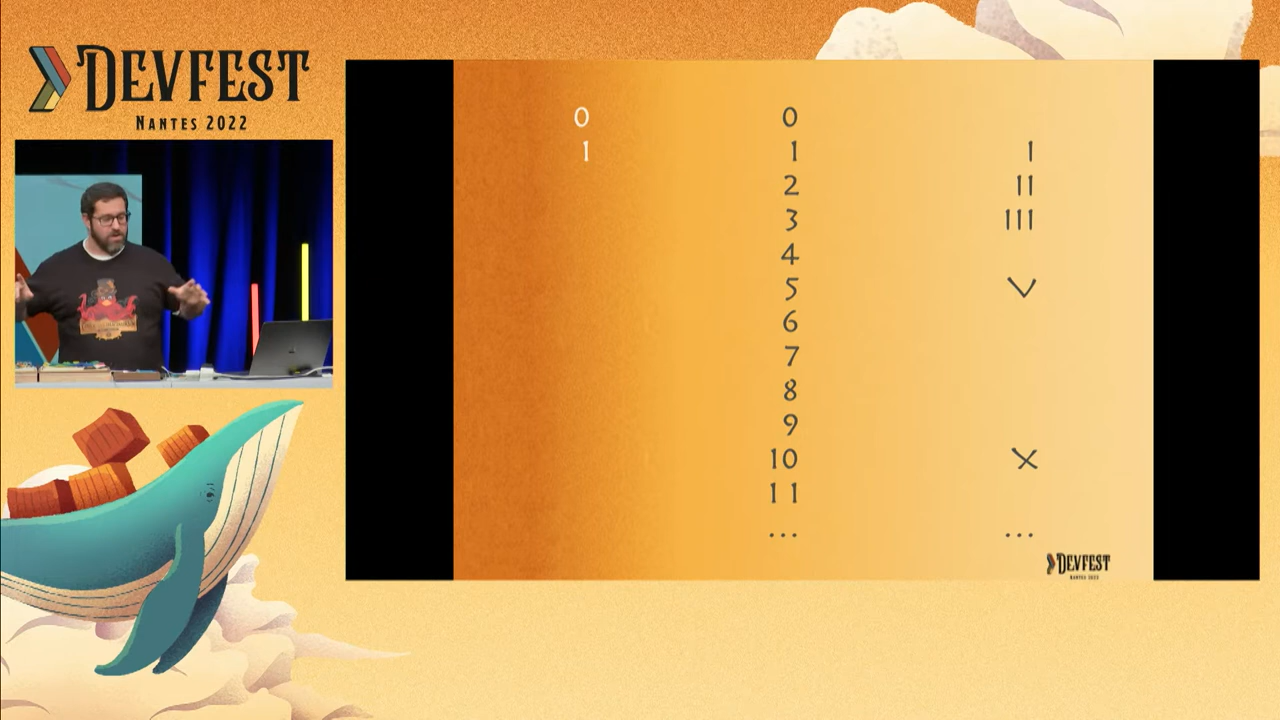 DEVFEST
NANTES 2022
0 0
1 1 I
2 II
3 III
4
5 V
6
7
8
9
10 X
11
... ...
DEVFEST
NANTES 2022